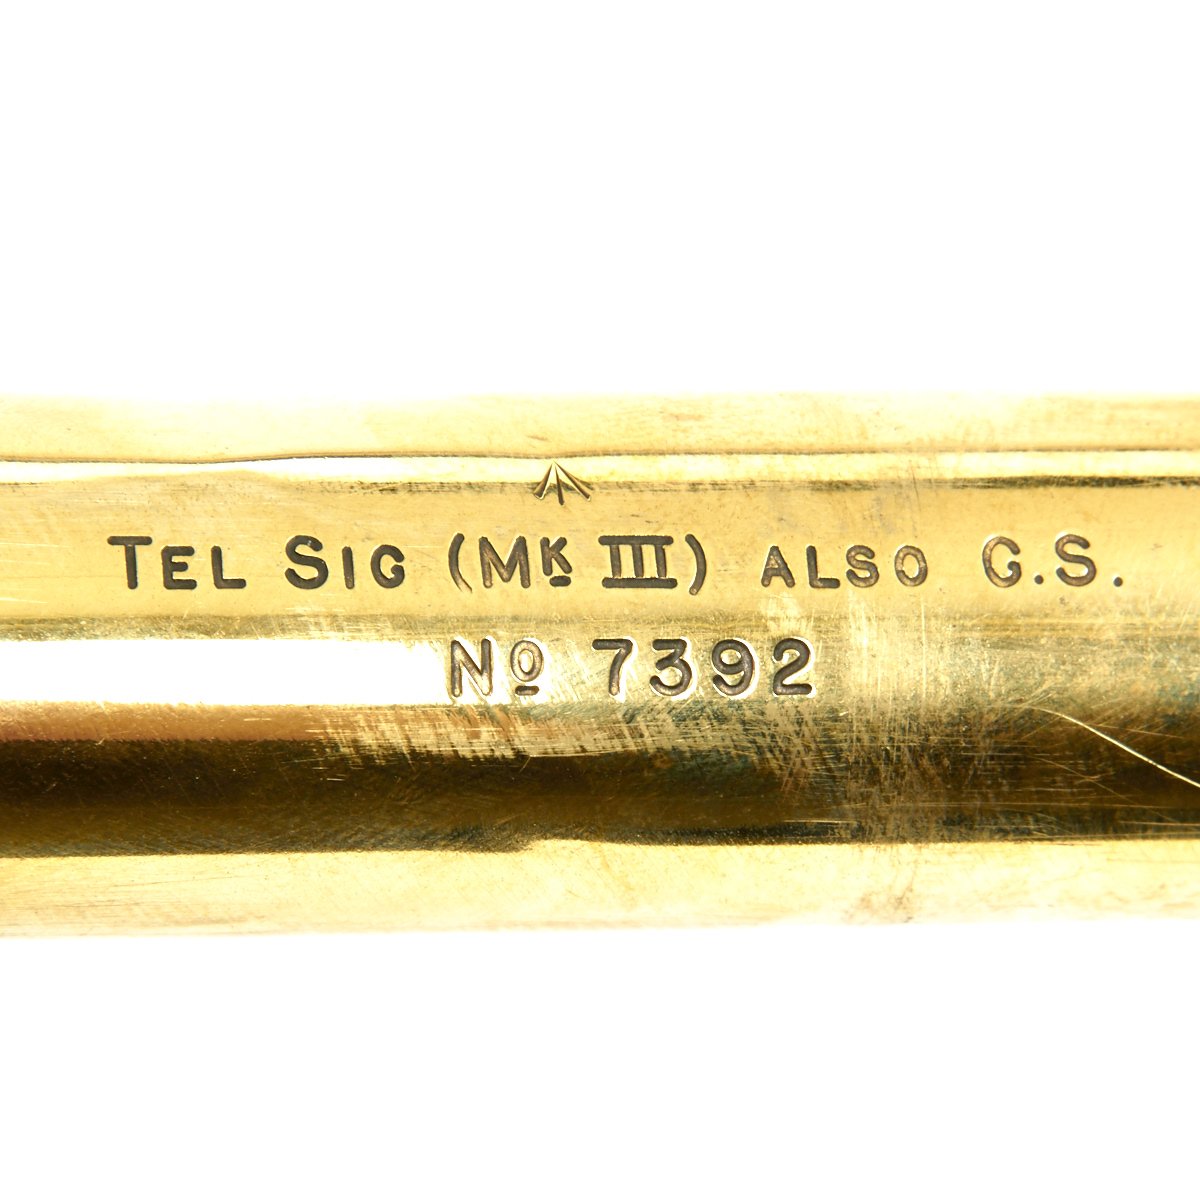 TEL SIG (MK III) ALSO G.S.
No 7392